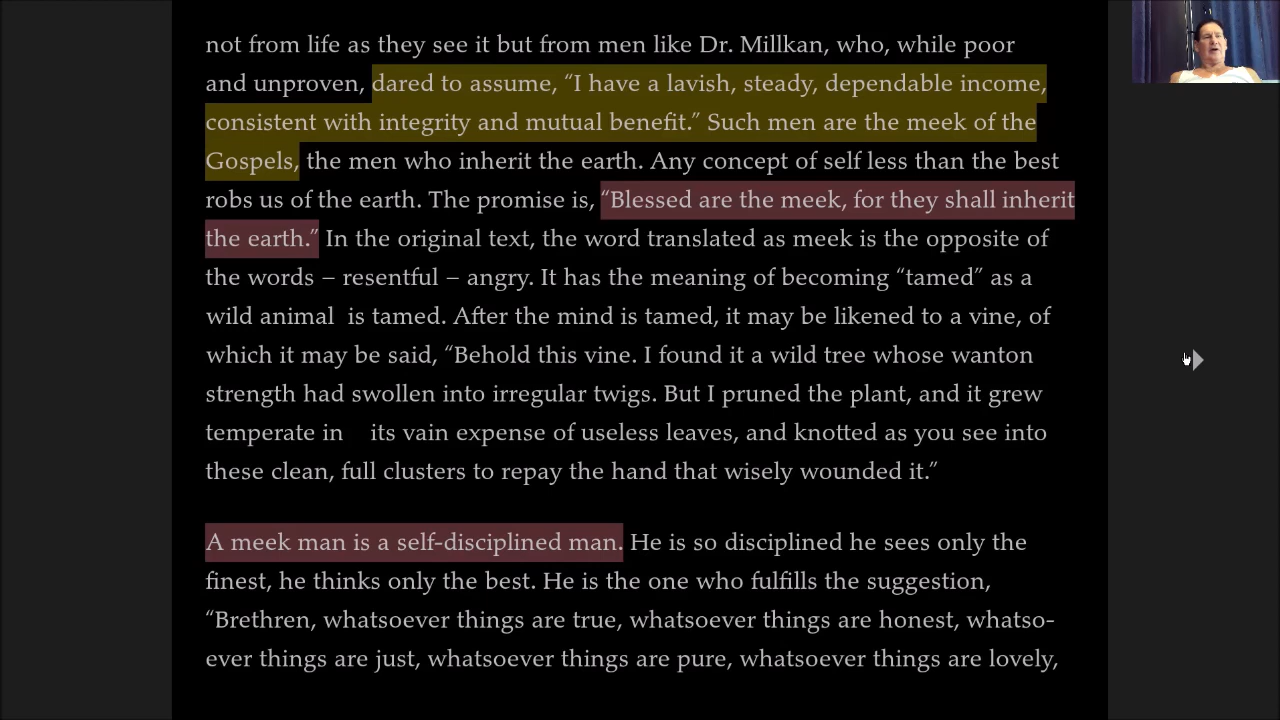 not from life as they see it but from men like Dr. Millkan, who, while poor
and unproven, dared to assume, “I have a lavish, steady, dependable income,
consistent with integrity and mutual benefit.” Such men are the meek of the
Gospels, the men who inherit the earth. Any concept of self less than the best
robs us of the earth. The promise is, “Blessed are the meek, for they shall inherit
the earth.” In the original text, the word translated as meek is the opposite of
the words – resentful – angry. It has the meaning of becoming “tamed” as a
wild animal is tamed. After the mind is tamed, it may be likened to a vine, of
which it may be said, “Behold this vine. I found it a wild tree whose wanton
strength had swollen into irregular twigs. But I pruned the plant, and it grew
temperate in its vain expense of useless leaves, and knotted as you see into
these clean, full clusters to repay the hand that wisely wounded it.”
A meek man is a self-disciplined man. He is so disciplined he sees only the
finest, he thinks only the best. He is the one who fulfills the suggestion,
“Brethren, whatsoever things are true, whatsoever things are honest, whatso-
ever things are just, whatsoever things are pure, whatsoever things are lovely,